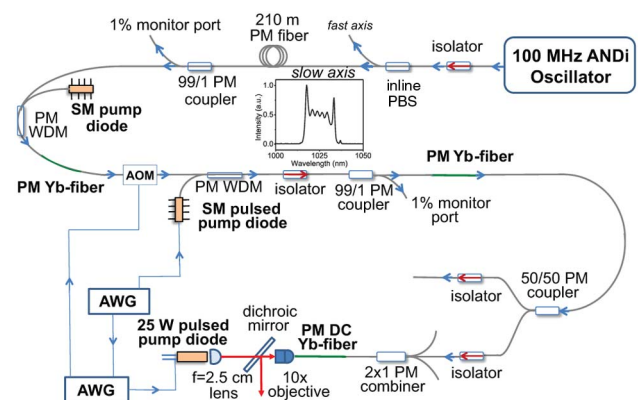 1% monitor port
210 m
PM fiber
fast axis
isolator
100 MHz ANDi
Oscillator
99/1 PM
coupler
inline
PBS
slow axis
Intensity (a.u.)
1.0
0.5
0.0
1000
1025
1050
Wavelength (nm)
PM
WDM
SM pump
diode
PM Yb-fiber
AOM
PM WDM
isolator
99/1 PM
coupler
PM Yb-fiber
1% monitor
port
SM pulsed
pump diode
AWG
50/50 PM
coupler
isolator
25 W pulsed
pump diode
dichroic
mirror
PM DC
Yb-fiber
AWG
f=2.5 cm
lens
10x
objective
2x1 PM
combiner
isolator